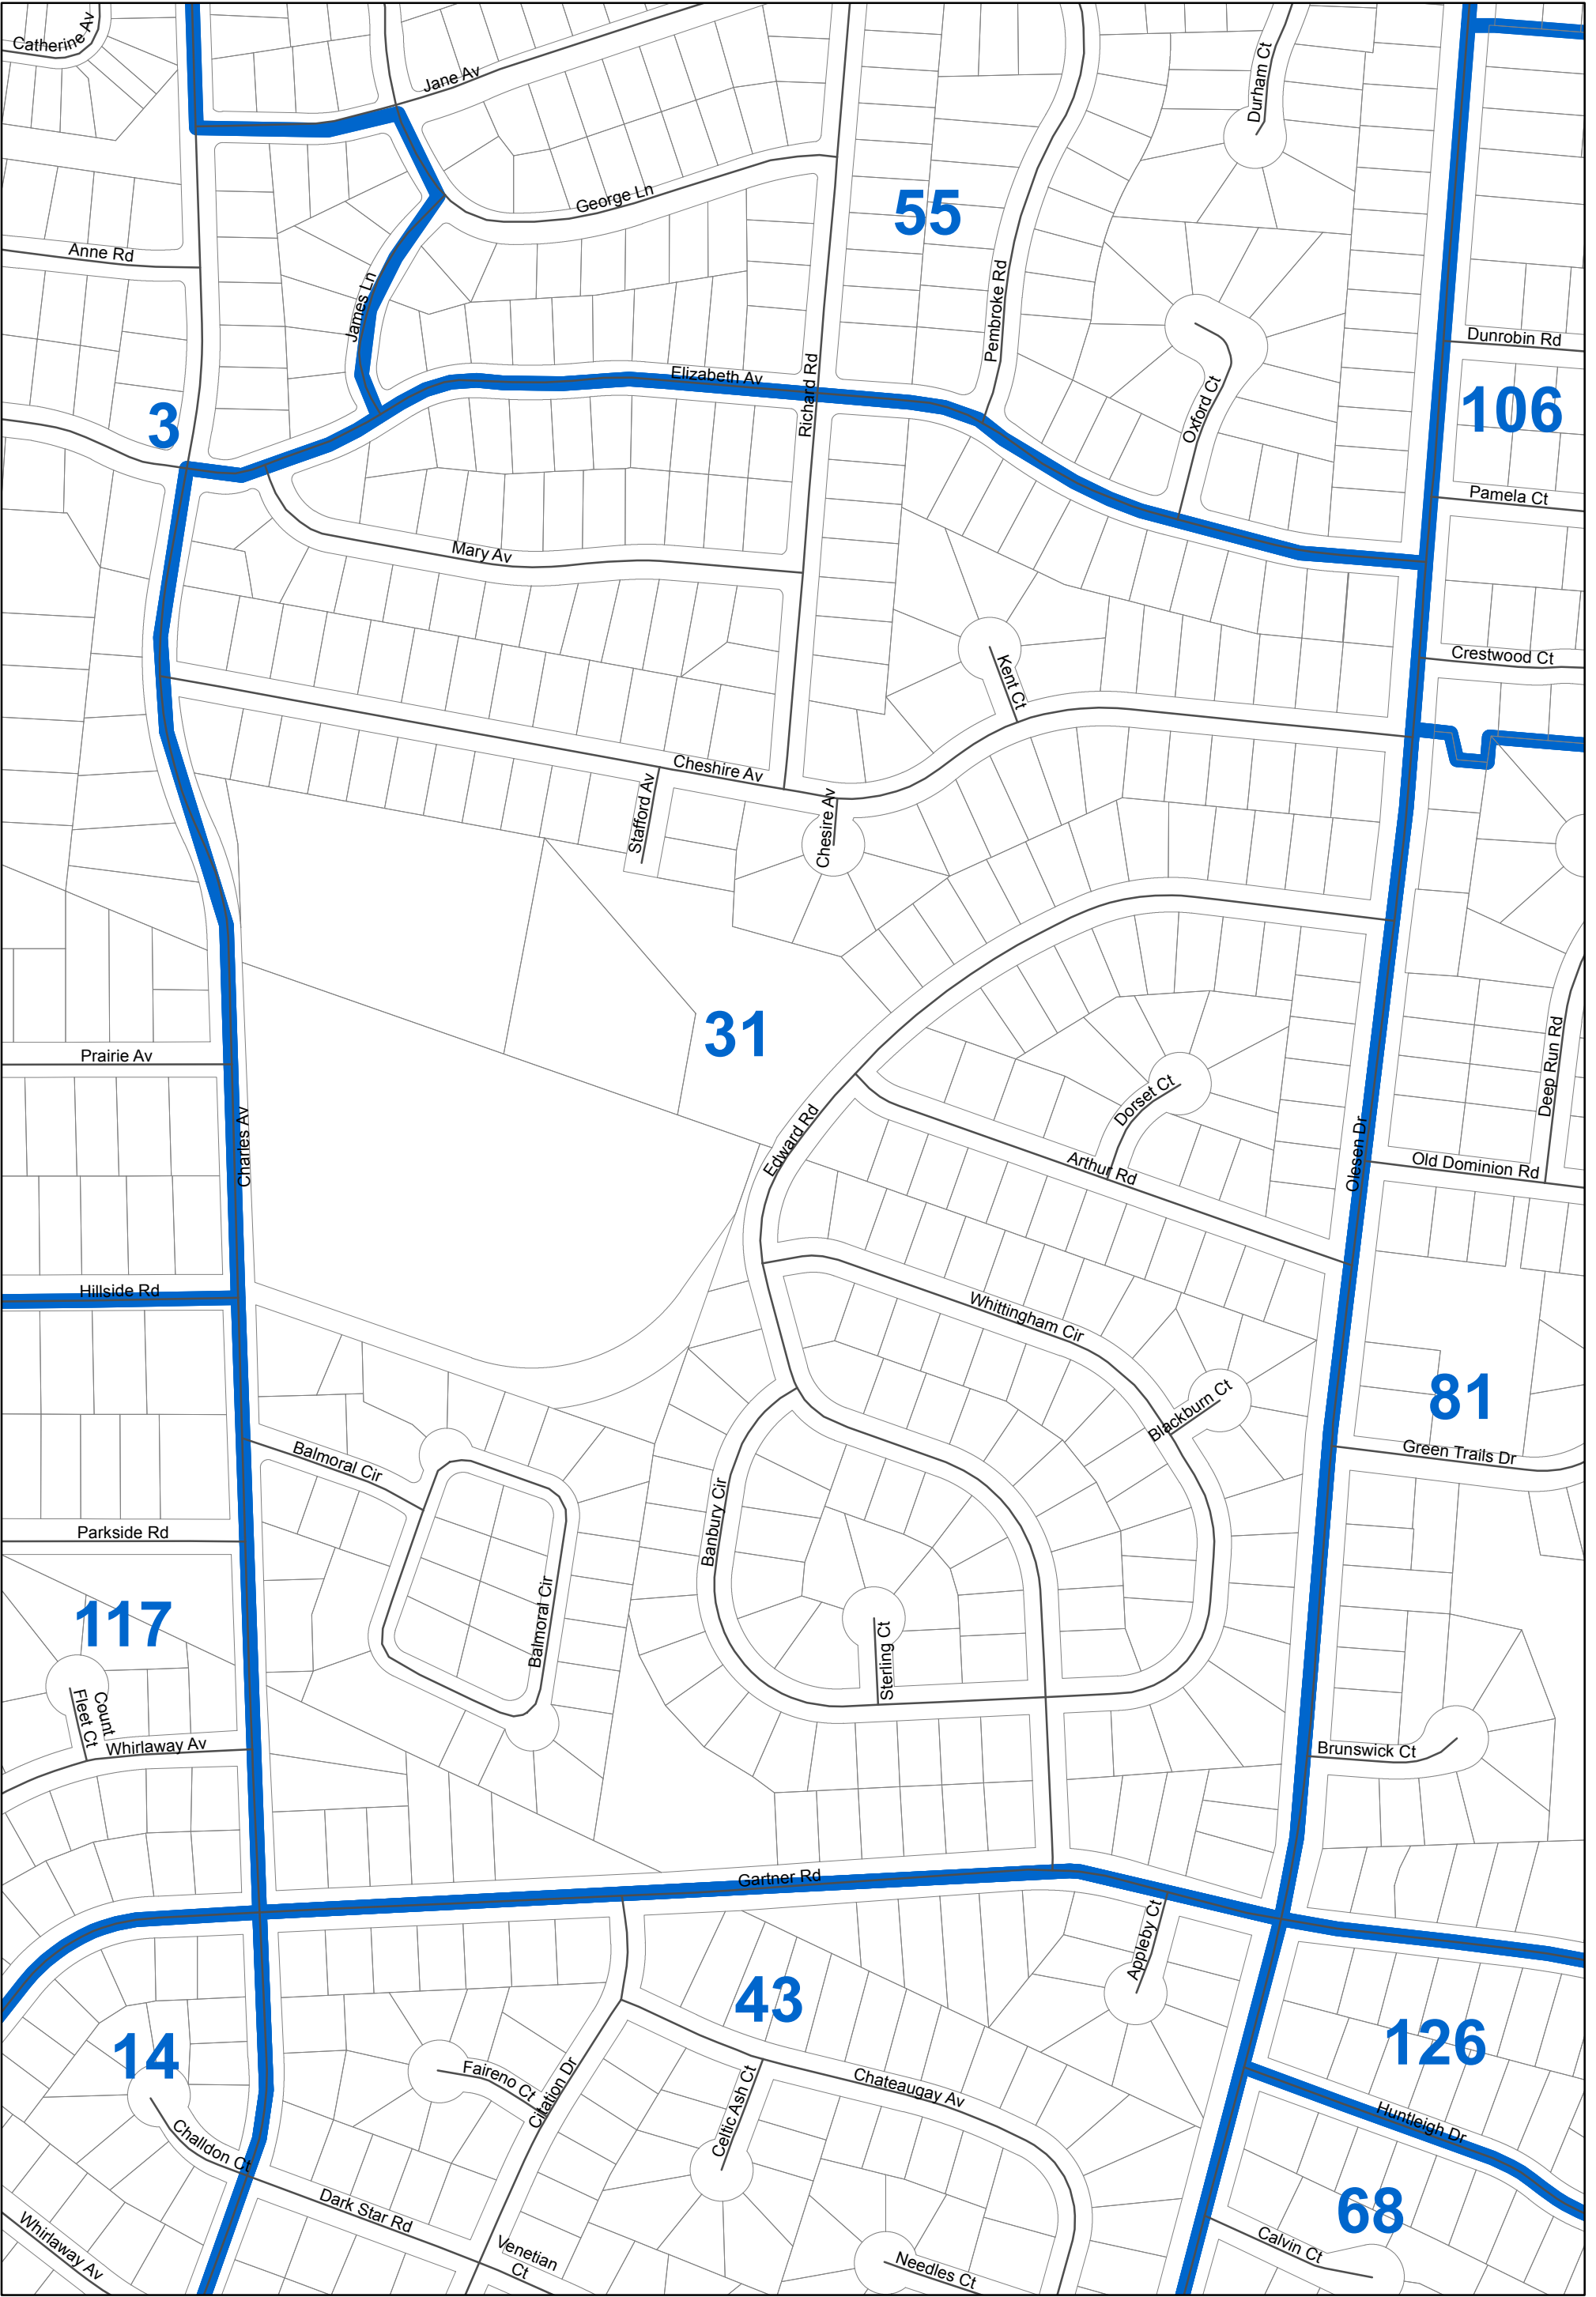 Catherine Av
Jane Av
Durham Ct
George Ln
55
Anne Rd
James Ln
Pembroke Rd
Dunrobin Rd
Elizabeth Av
Richard Rd
Oxford Ct
106
3
Pamela Ct
Mary Av
Kent Ct
Crestwood Ct
Cheshire Av
Stafford Av
Chesire Av
31
Prairie Av
Charles Av
Edward Rd
Dorset Ct
Arthur Rd
Olesen Dr
Deep Run Rd
Old Dominion Rd
Hillside Rd
Whittingham Cir
81
Blackburn Ct
Green Trails Dr
Balmoral Cir
Banbury Cir
Parkside Rd
117
Balmoral Cir
Sterling Ct
Count
Fleet Ct
Whirlaway Av
Brunswick Ct
Gartner Rd
Appleby Ct
43
14
126
Faireno Ct
Citation Dr
Celtic Ash Ct
Chateaugay Av
Huntleigh Dr
Challdon Ct
Dark Star Rd
68
Whirlaway Av
Venetian
Ct
Needles Ct
Calvin Ct